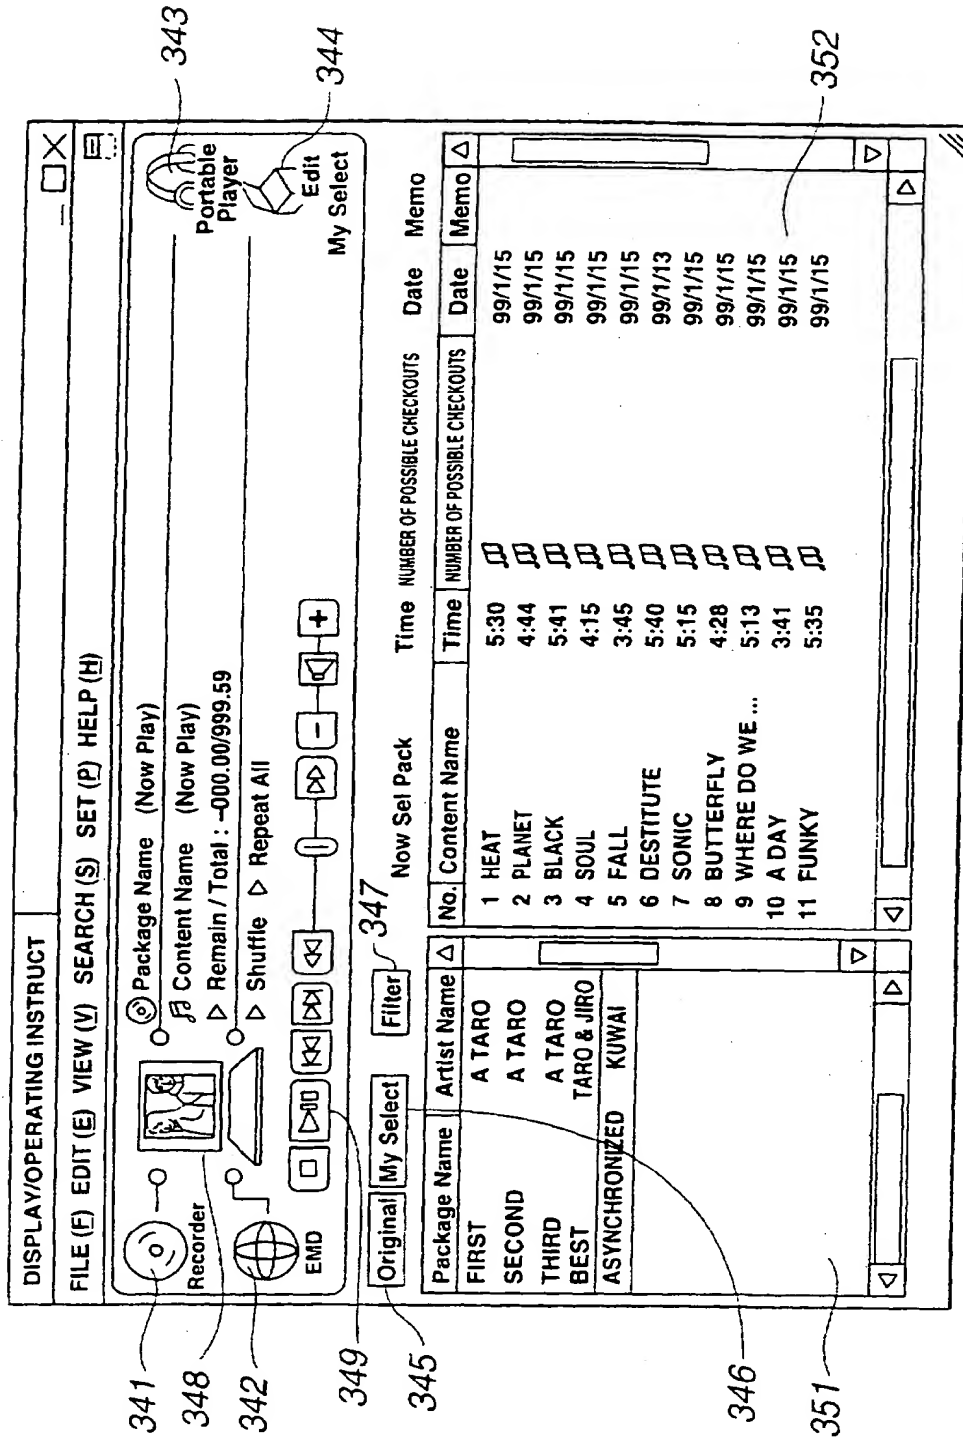 DISPLAY/OPERATING INSTRUCT
FILE (F) EDIT (E) VIEW (V) SEARCH (S) SET (P) HELP (H)
Recorder
EMD
Package Name (Now Play)
Content Name (Now Play)
Remain / Total : -000.00/999.59
Shuffle Repeat All
Portable Player
Edit
My Select
Original My Select Filter
Now Sel Pack Time NUMBER OF POSSIBLE CHECKOUTS Date Memo
Package Name Artist Name
FIRST A TARO
SECOND A TARO
THIRD A TARO
BEST TARO & JIRO
ASYNCHRONIZED KUWAI
No. Content Name Time NUMBER OF POSSIBLE CHECKOUTS Date Memo
1 HEAT 5:30 99/1/15
2 PLANET 4:44 99/1/15
3 BLACK 5:41 99/1/15
4 SOUL 4:15 99/1/15
5 FALL 3:45 99/1/15
6 DESTITUTE 5:40 99/1/13
7 SONIC 5:15 99/1/15
8 BUTTERFLY 4:28 99/1/15
9 WHERE DO WE ... 5:13 99/1/15
10 A DAY 3:41 99/1/15
11 FUNKY 5:35 99/1/15
341
348
342
349
345
346
351
347
343
344
352